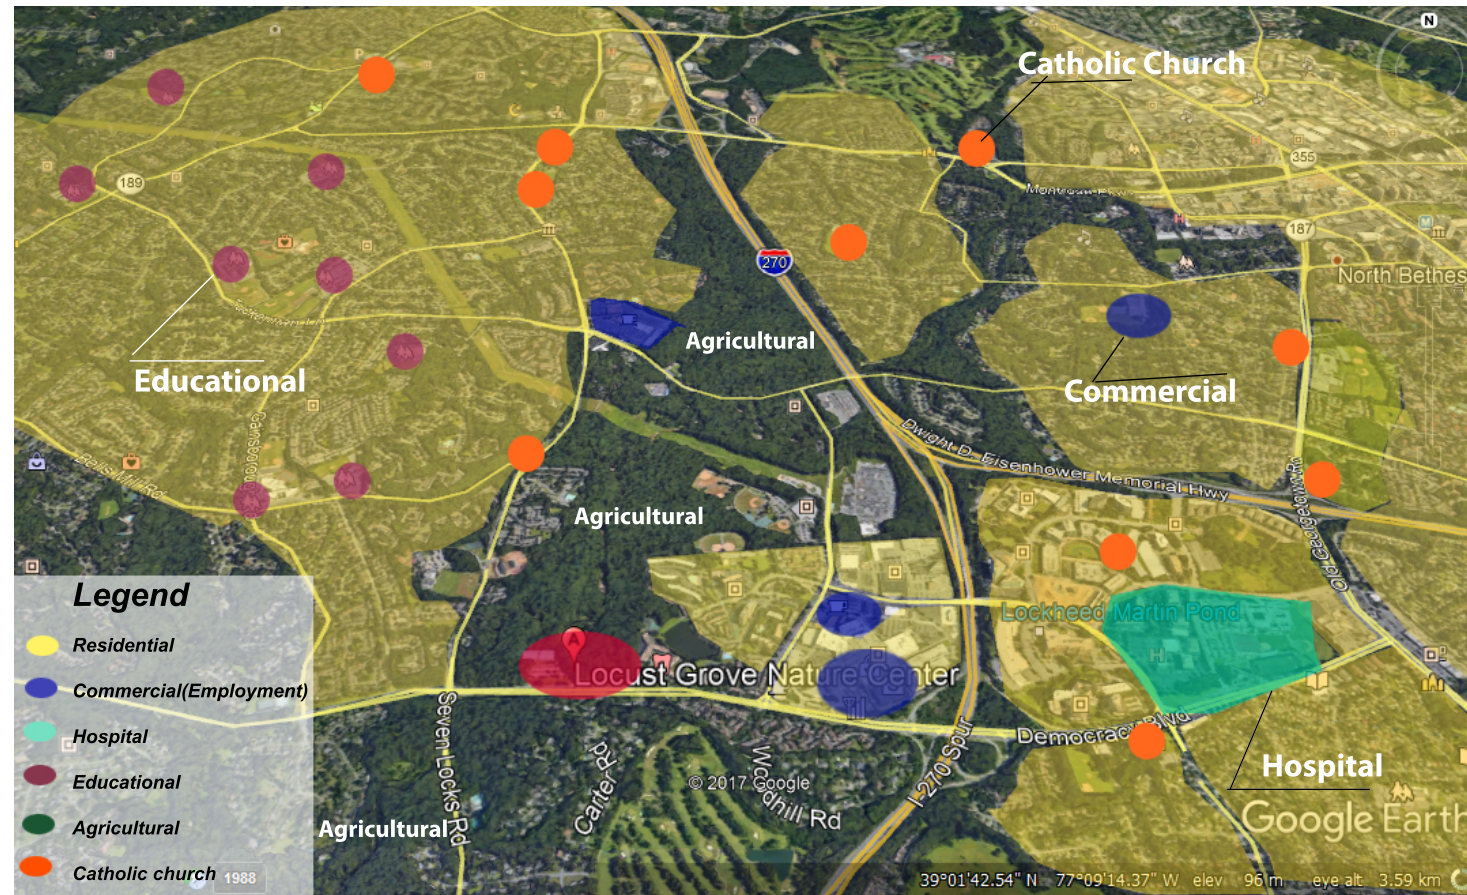 N
Catholic Church
189
355
187
270
North Bethes
Agricultural
Educational
Commercial
Dwight D. Eisenhower Memorial Hwy
Bells Mill Rd
Agricultural
Old Georgetown Rd
Lockheed Martin Pond
A
H
Locust Grove Nature Center
Democracy Blvd
Seven Locks Rd
Carter Rd
Woodhill Rd
I-270 Spur
© 2017 Google
Hospital
Google Earth
Agricultural
Legend
Residential
Commercial(Employment)
Hospital
Educational
Agricultural
Catholic church
1988
39°01'42.54" N 77°09'14.37" W elev 96 m eye alt 3.59 km